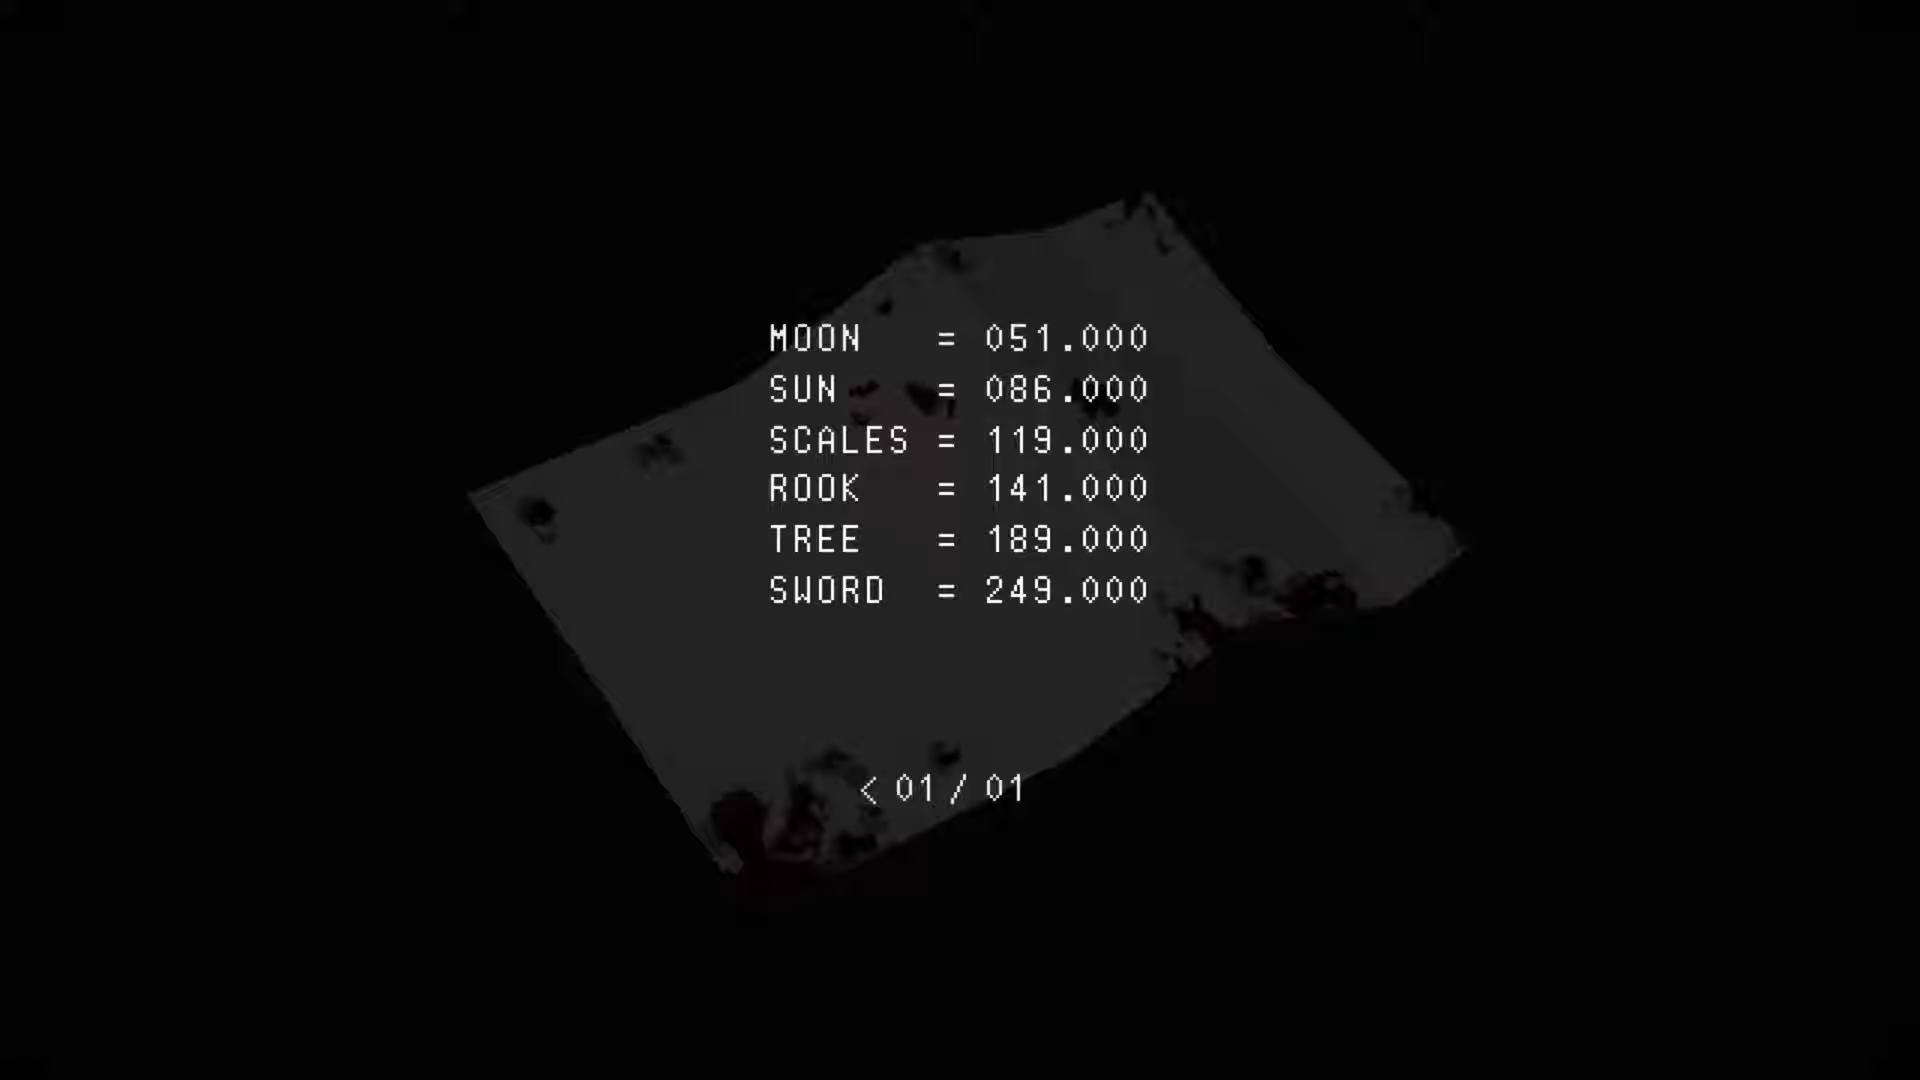 MOON = 051.000
SUN = 086.000
SCALES = 119.000
ROOK = 141.000
TREE = 189.000
SWORD = 249.000
< 01 / 01